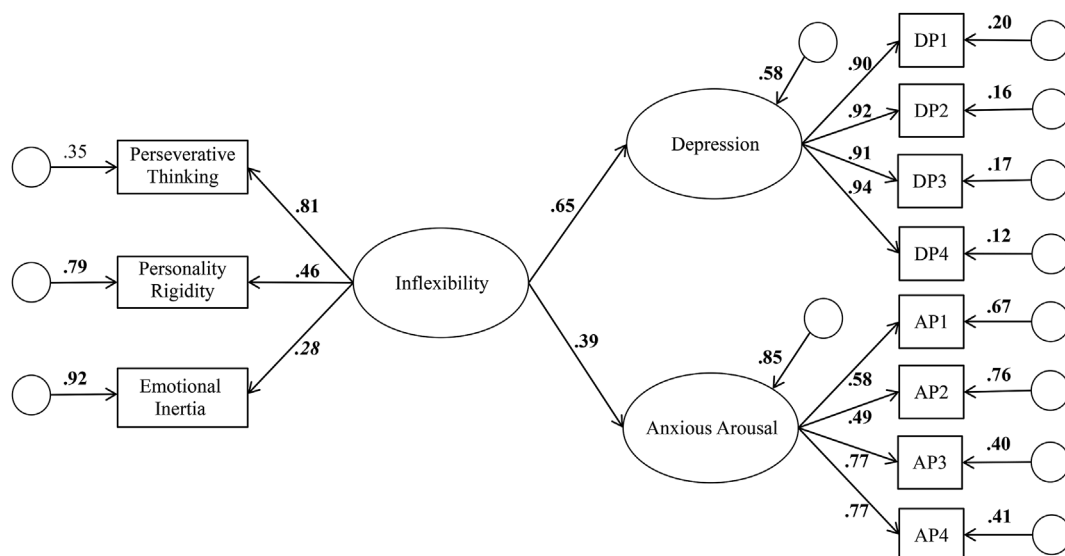 .35
Perseverative
Thinking
.81
.79
Personality
Rigidity
.46
.92
Emotional
Inertia
.28
Inflexibility
.65
.39
.58
Depression
.85
Anxious Arousal
.90
DP1
.20
.92
DP2
.16
.91
DP3
.17
.94
DP4
.12
.58
AP1
.67
.49
AP2
.76
.77
AP3
.40
.77
AP4
.41